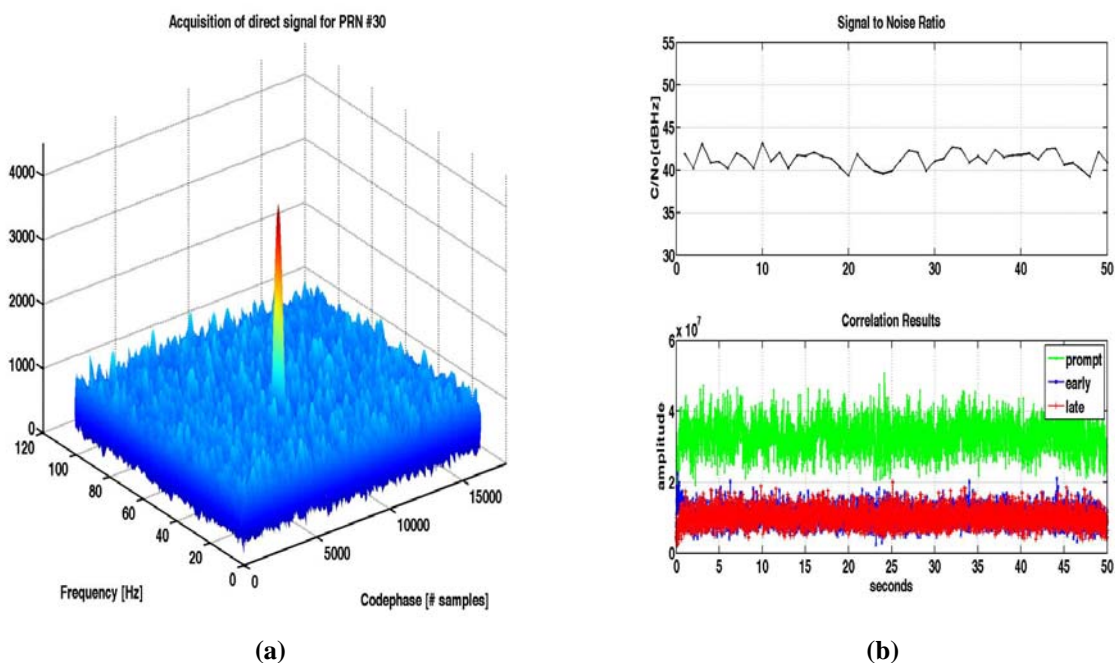 Acquisition of direct signal for PRN #30
4000
3000
2000
1000
0
120
100
80
60
40
20
0
0
5000
10000
15000
Frequency [Hz]
Codephase [# samples]
(a)
Signal to Noise Ratio
C/No[dBHz]
55
50
45
40
35
30
0 10 20 30 40 50
Correlation Results
x 10^7
amplitude
6
4
2
0
prompt
early
late
0 5 10 15 20 25 30 35 40 45 50
seconds
(b)